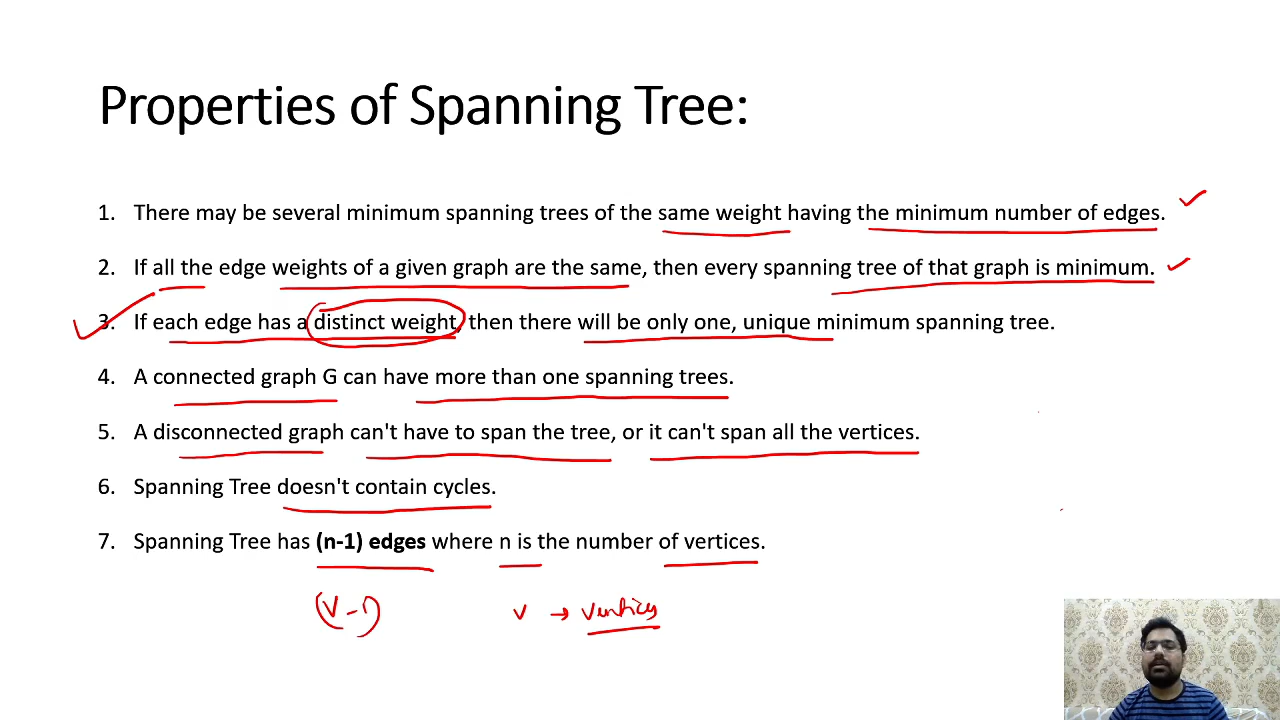 Properties of Spanning Tree:
1. There may be several minimum spanning trees of the same weight having the minimum number of edges.
2. If all the edge weights of a given graph are the same, then every spanning tree of that graph is minimum.
3. If each edge has a distinct weight, then there will be only one, unique minimum spanning tree.
4. A connected graph G can have more than one spanning trees.
5. A disconnected graph can't have to span the tree, or it can't span all the vertices.
6. Spanning Tree doesn't contain cycles.
7. Spanning Tree has (n-1) edges where n is the number of vertices.
(V-1) v → vertices